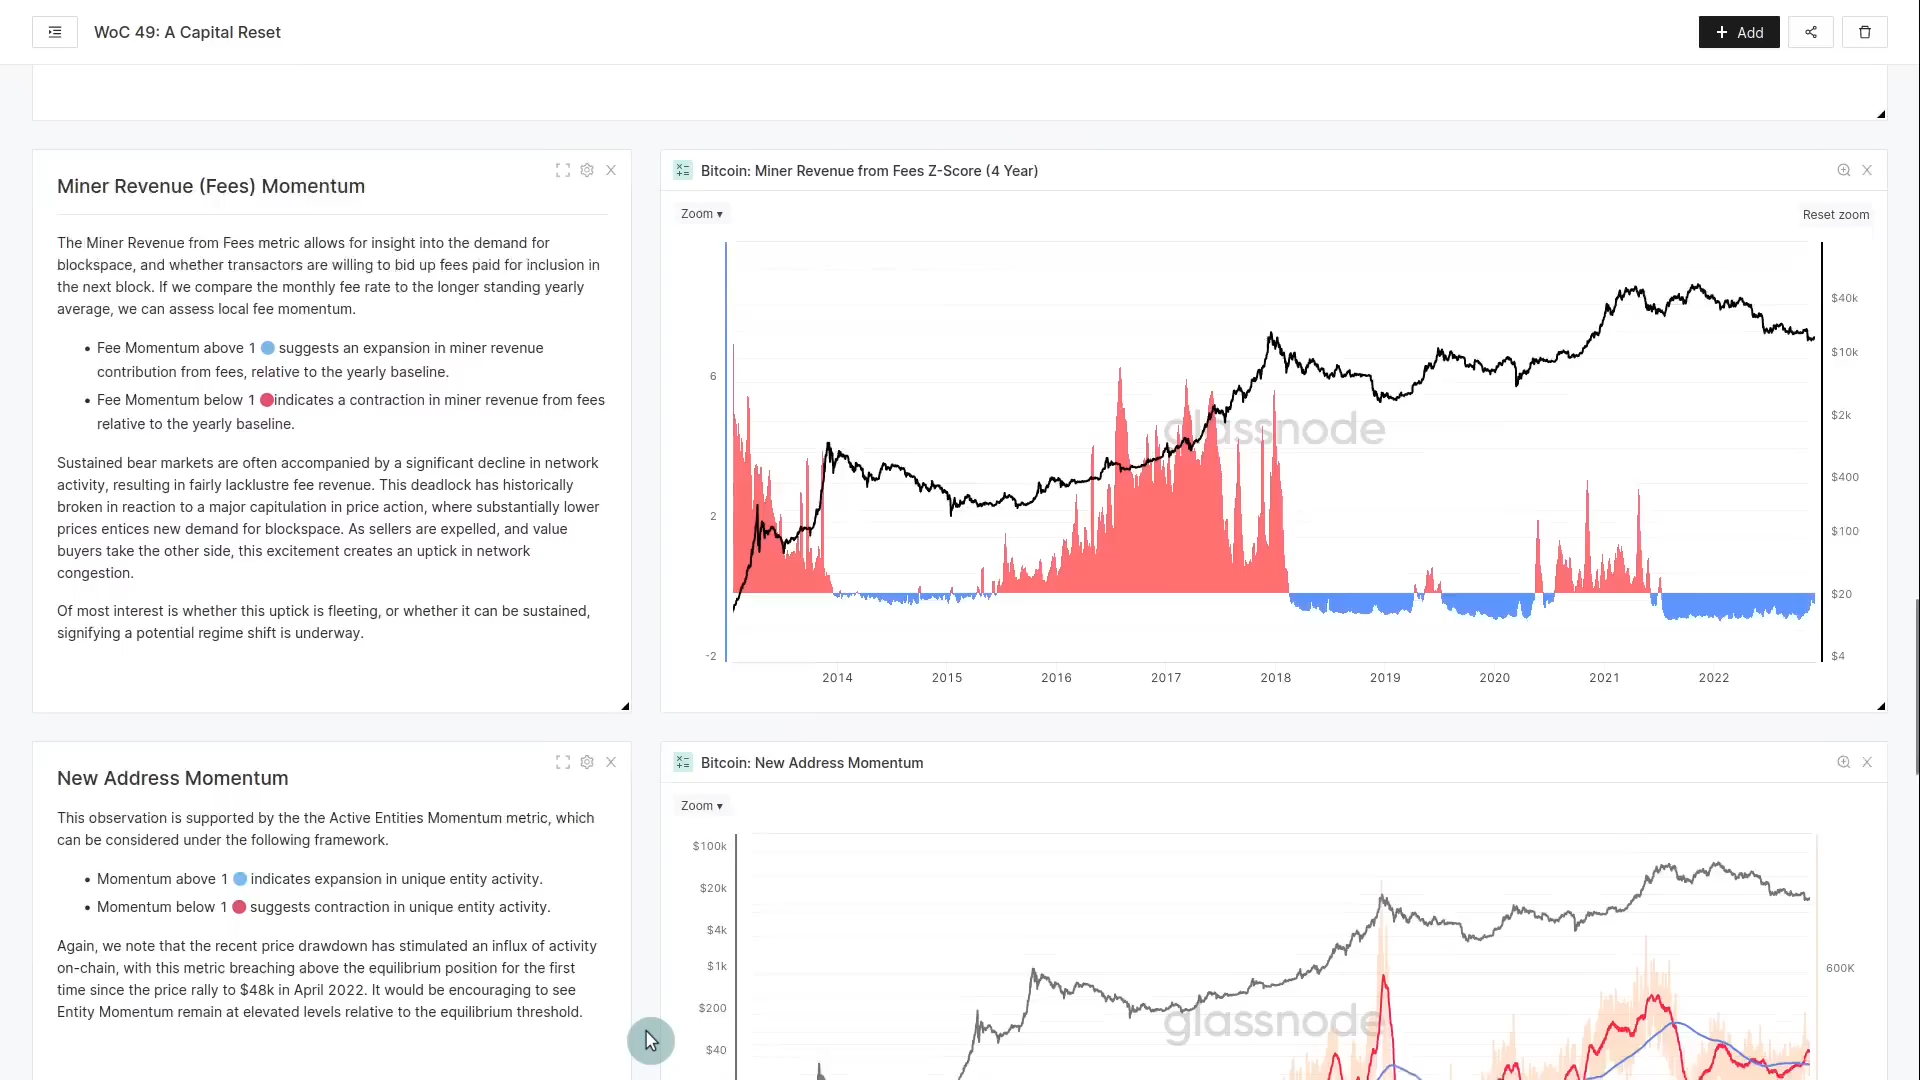 WoC 49: A Capital Reset
Add
Miner Revenue (Fees) Momentum
The Miner Revenue from Fees metric allows for insight into the demand for
blockspace, and whether transactors are willing to bid up fees paid for inclusion in
the next block. If we compare the monthly fee rate to the longer standing yearly
average, we can assess local fee momentum.
• Fee Momentum above 1 🔵 suggests an expansion in miner revenue
contribution from fees, relative to the yearly baseline.
• Fee Momentum below 1 🔴indicates a contraction in miner revenue from fees
relative to the yearly baseline.
Sustained bear markets are often accompanied by a significant decline in network
activity, resulting in fairly lacklustre fee revenue. This deadlock has historically
broken in reaction to a major capitulation in price action, where substantially lower
prices entices new demand for blockspace. As sellers are expelled, and value
buyers take the other side, this excitement creates an uptick in network
congestion.
Of most interest is whether this uptick is fleeting, or whether it can be sustained,
signifying a potential regime shift is underway.
Bitcoin: Miner Revenue from Fees Z-Score (4 Year)
Zoom ▾
Reset zoom
6
2
-2
glassnode
$40k
$10k
$2k
$400
$100
$20
$4
2014 2015 2016 2017 2018 2019 2020 2021 2022
New Address Momentum
This observation is supported by the the Active Entities Momentum metric, which
can be considered under the following framework.
• Momentum above 1 🔵 indicates expansion in unique entity activity.
• Momentum below 1 🔴 suggests contraction in unique entity activity.
Again, we note that the recent price drawdown has stimulated an influx of activity
on-chain, with this metric breaching above the equilibrium position for the first
time since the price rally to $48k in April 2022. It would be encouraging to see
Entity Momentum remain at elevated levels relative to the equilibrium threshold.
Bitcoin: New Address Momentum
Zoom ▾
$100k
$20k
$4k
$1k
$200
$40
glassnode
600K